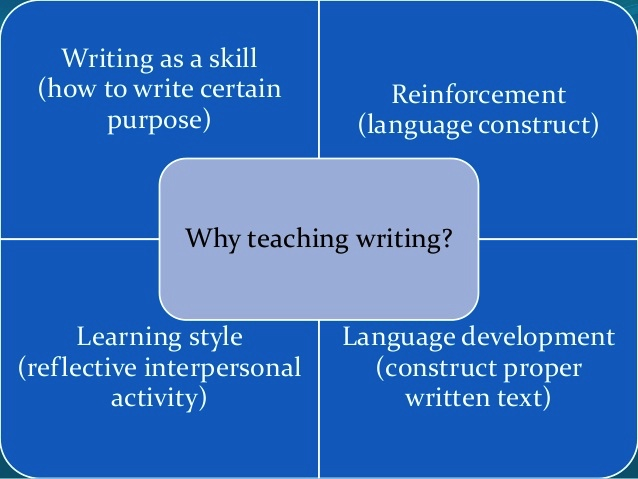 Writing as a skill
(how to write certain
purpose)
Reinforcement
(language construct)
Why teaching writing?
Learning style
(reflective interpersonal
activity)
Language development
(construct proper
written text)